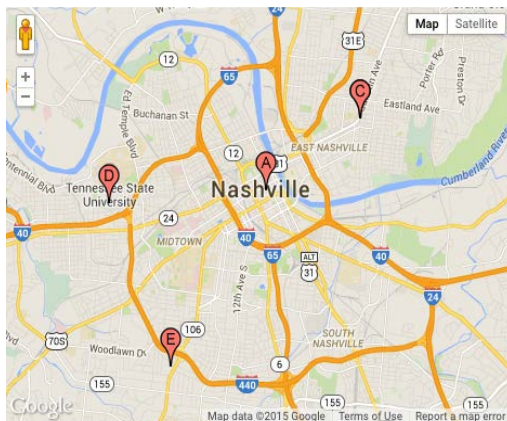 24
31E
Map
Satellite
12
65
C
Porter Rd
Preston Dr
Eastland Ave
Ed Temple Blvd
Buchanan St
+
−
12
31
EAST NASHVILLE
A
Nashville
Cumberland River
D
Tennessee State
University
24
40
MIDTOWN
40
65
ALT
31
40
12th Ave S
24
106
70S
Woodlawn Dr
E
SOUTH
NASHVILLE
6
155
155
155
440
Google
Map data ©2015 Google
Terms of Use
Report a map error